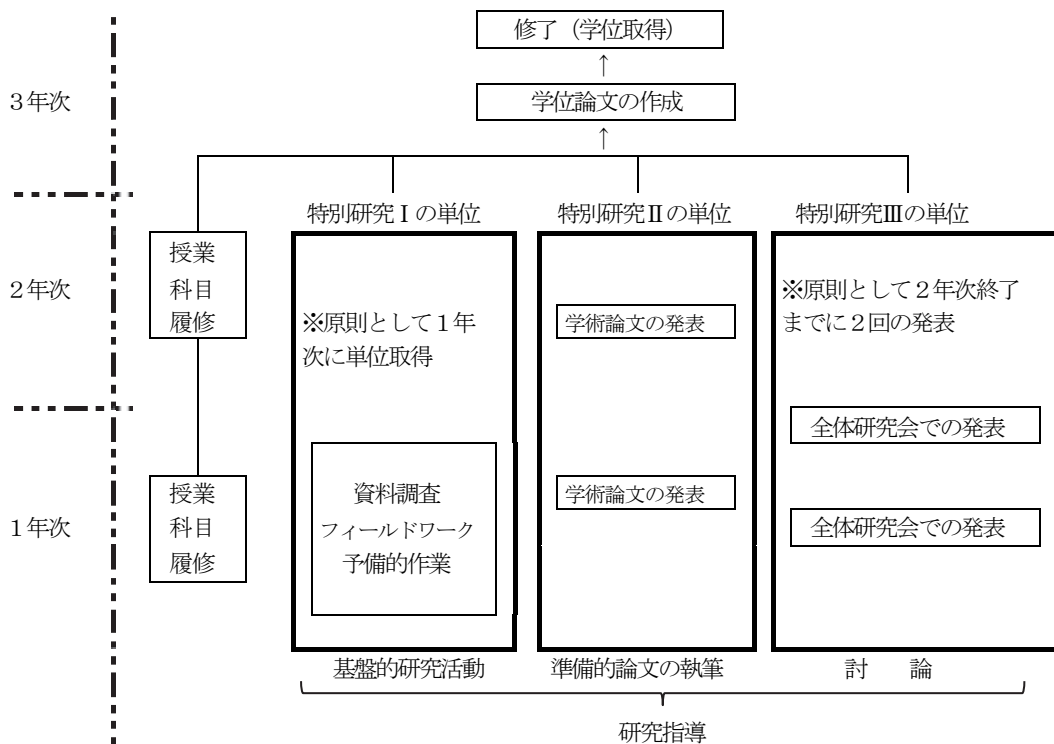 修了（学位取得）
↑
３年次
学位論文の作成
↑
特別研究Ⅰの単位
特別研究Ⅱの単位
特別研究Ⅲの単位
２年次
授業
科目
履修
※原則として１年
次に単位取得
学術論文の発表
※原則として２年次終了
までに２回の発表
全体研究会での発表
１年次
授業
科目
履修
資料調査
フィールドワーク
予備的作業
学術論文の発表
全体研究会での発表
基盤的研究活動
準備的論文の執筆
討　　論
研究指導